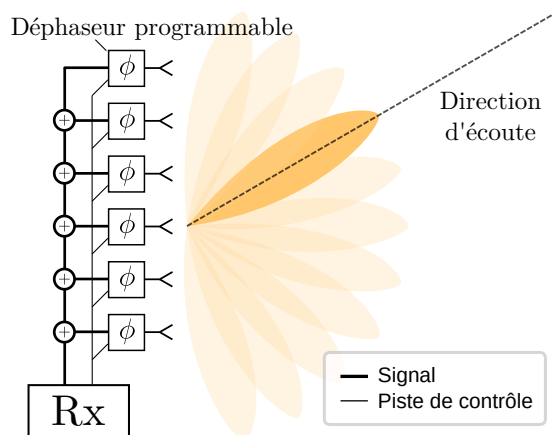 Déphaseur programmable
ϕ
+
ϕ
+
ϕ
+
ϕ
+
ϕ
+
ϕ
Direction
d'écoute
Rx
Signal
Piste de contrôle